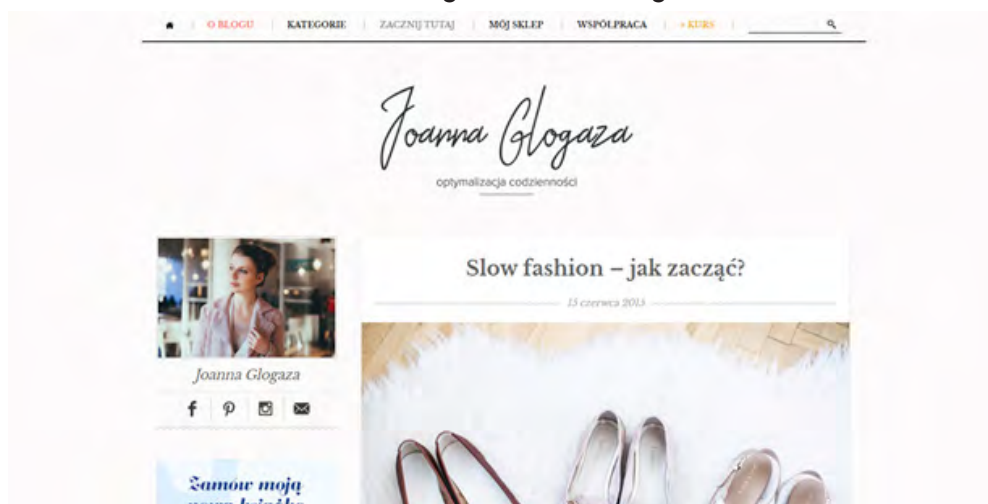 O BLOGU KATEGORIE ZACZNIJ TUTAJ MÓJ SKLEP WSPÓŁPRACA + KURS
Joanna Glogaza
optymalizacja codzienności
Slow fashion – jak zacząć?
15 czerwca 2015
Joanna Glogaza
Zamów moją